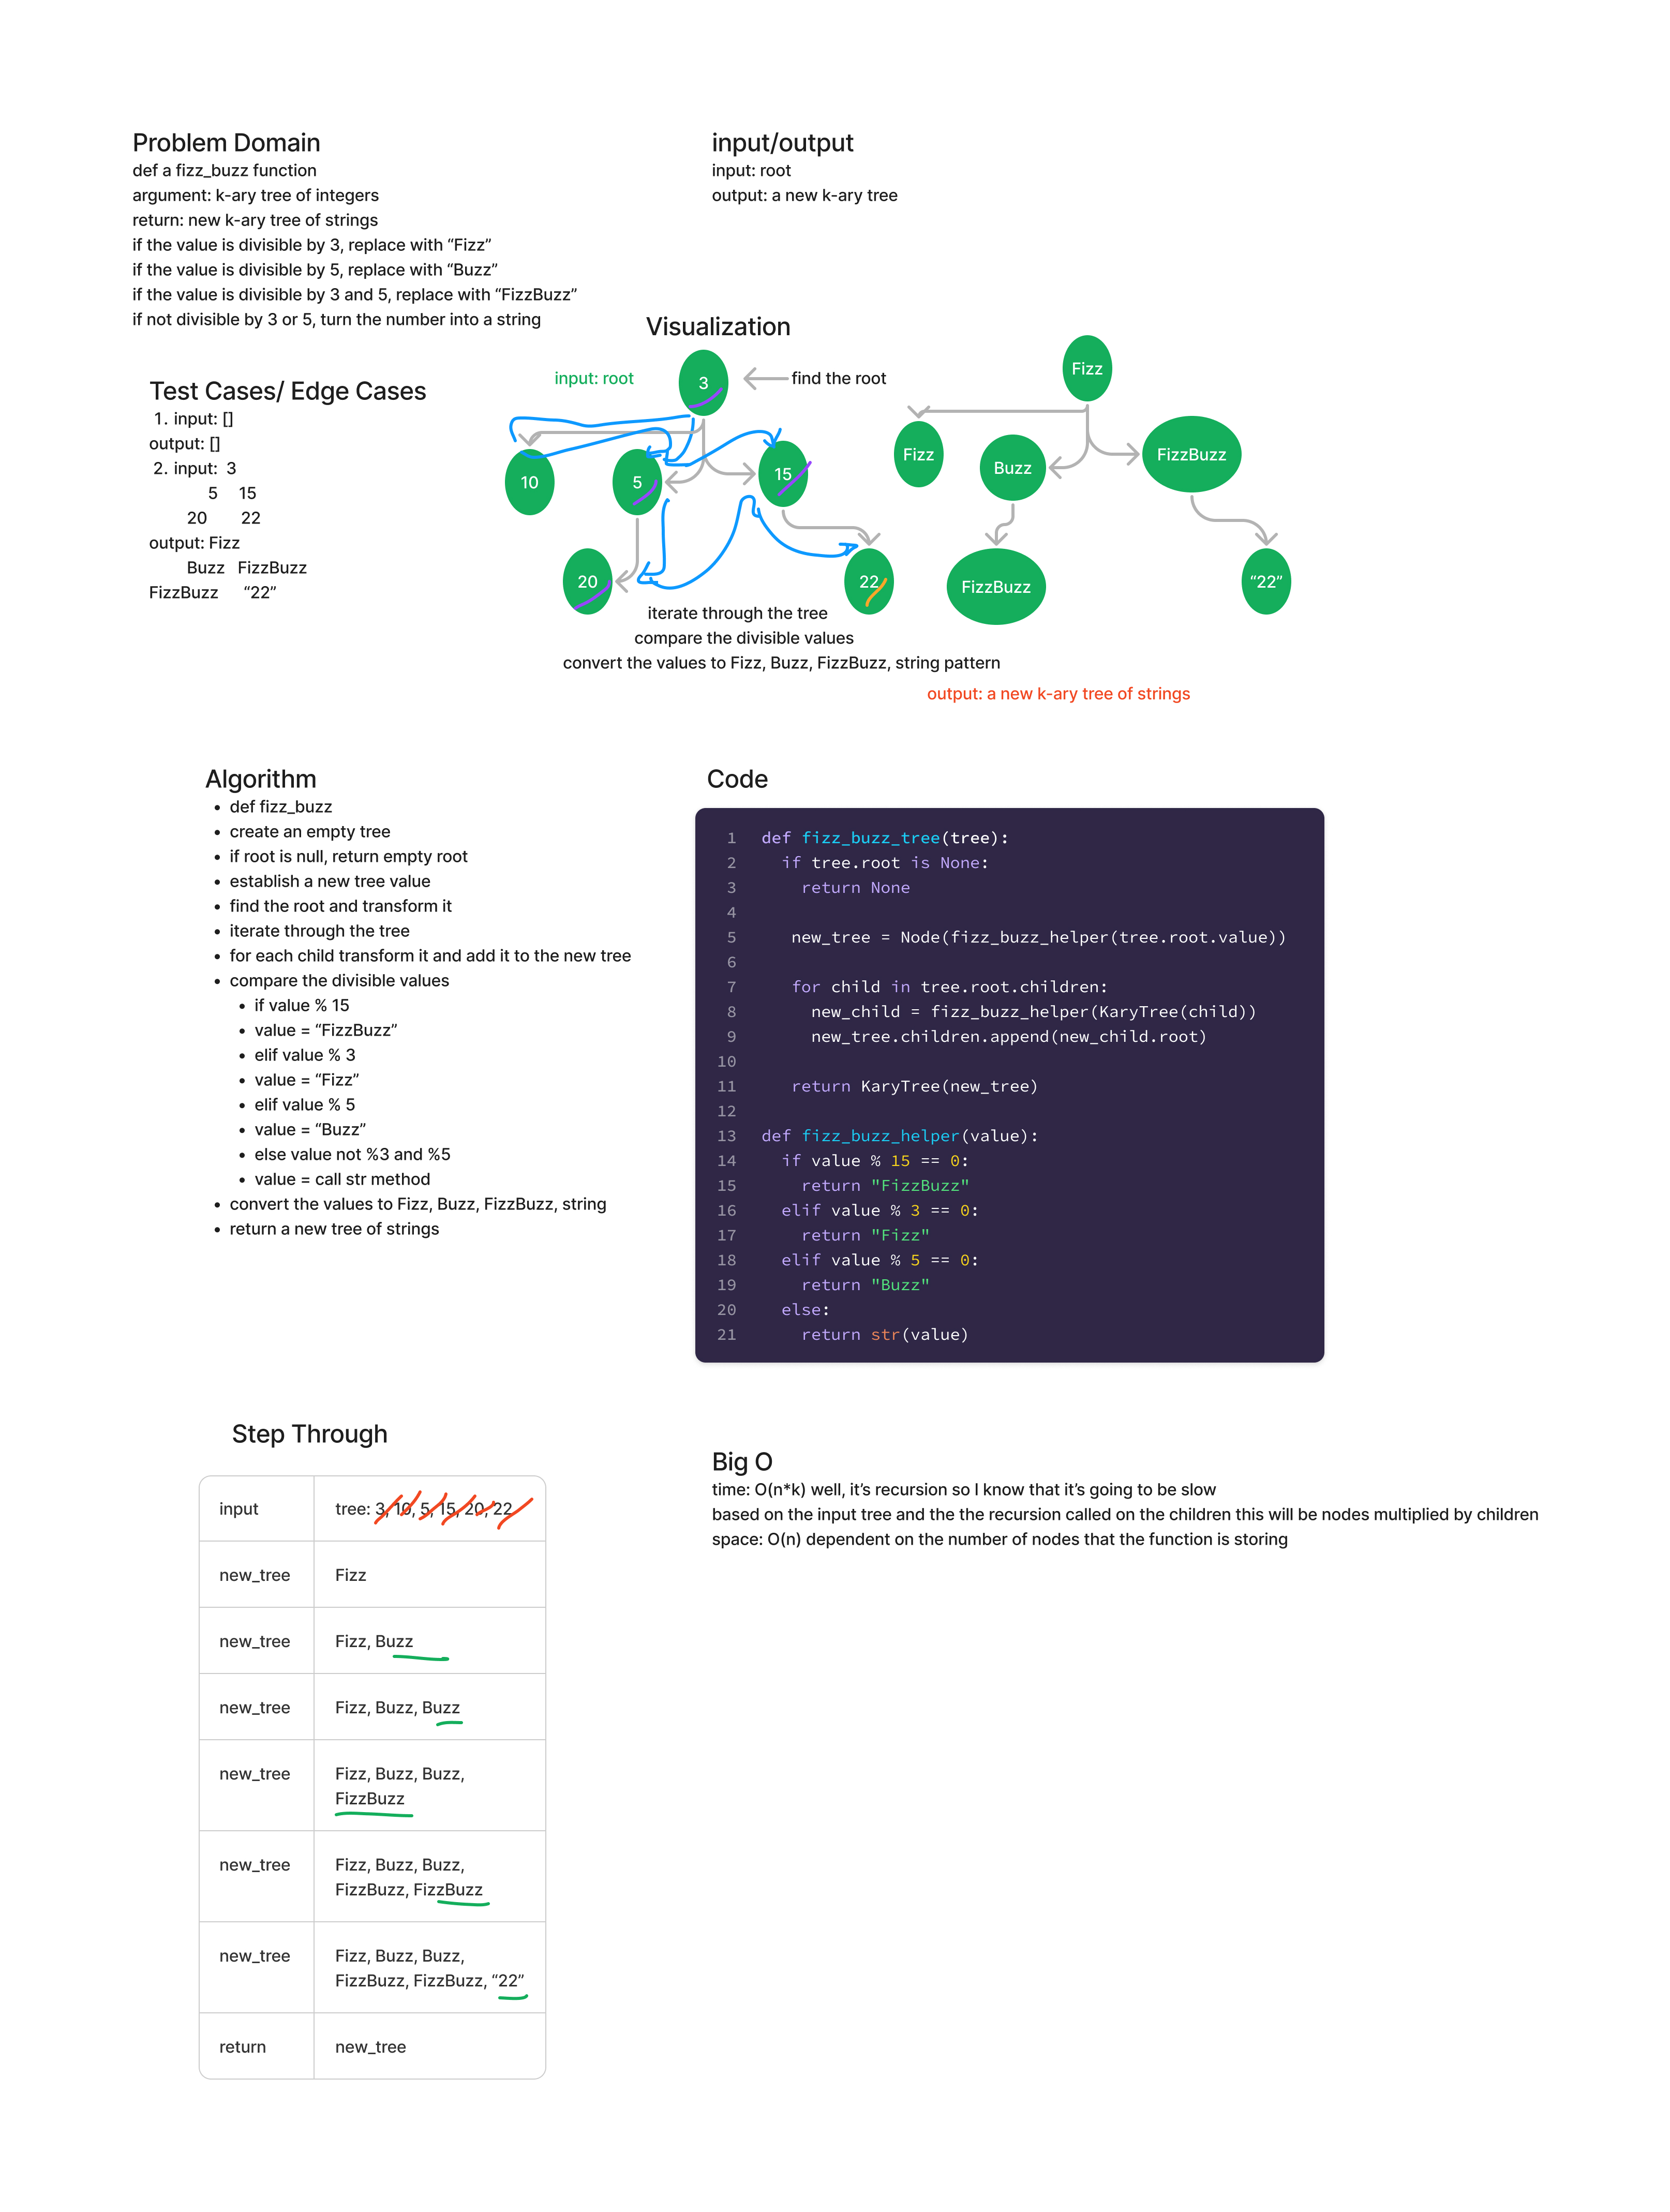 Problem Domain
def a fizz_buzz function
argument: k-ary tree of integers
return: new k-ary tree of strings
if the value is divisible by 3, replace with “Fizz”
if the value is divisible by 5, replace with “Buzz”
if the value is divisible by 3 and 5, replace with “FizzBuzz”
if not divisible by 3 or 5, turn the number into a string
input/output
input: root
output: a new k-ary tree
Test Cases/ Edge Cases
1. input: []
output: []
2. input: 3
5 15
20 22
output: Fizz
Buzz FizzBuzz
FizzBuzz “22”
Visualization
input: root
3
find the root
10
5
15
20
22
Fizz
Fizz
Buzz
FizzBuzz
FizzBuzz
“22”
iterate through the tree
compare the divisible values
convert the values to Fizz, Buzz, FizzBuzz, string pattern
output: a new k-ary tree of strings
Algorithm
• def fizz_buzz
• create an empty tree
• if root is null, return empty root
• establish a new tree value
• find the root and transform it
• iterate through the tree
• for each child transform it and add it to the new tree
• compare the divisible values
• if value % 15
• value = “FizzBuzz”
• elif value % 3
• value = “Fizz”
• elif value % 5
• value = “Buzz”
• else value not %3 and %5
• value = call str method
• convert the values to Fizz, Buzz, FizzBuzz, string
• return a new tree of strings
Code
1 def fizz_buzz_tree(tree):
2 if tree.root is None:
3 return None
4
5 new_tree = Node(fizz_buzz_helper(tree.root.value))
6
7 for child in tree.root.children:
8 new_child = fizz_buzz_helper(KaryTree(child))
9 new_tree.children.append(new_child.root)
10
11 return KaryTree(new_tree)
12
13 def fizz_buzz_helper(value):
14 if value % 15 == 0:
15 return "FizzBuzz"
16 elif value % 3 == 0:
17 return "Fizz"
18 elif value % 5 == 0:
19 return "Buzz"
20 else:
21 return str(value)
Step Through
input tree: 3, 10, 5, 15, 20, 22
new_tree Fizz
new_tree Fizz, Buzz
new_tree Fizz, Buzz, Buzz
new_tree Fizz, Buzz, Buzz,
FizzBuzz
new_tree Fizz, Buzz, Buzz,
FizzBuzz, FizzBuzz
new_tree Fizz, Buzz, Buzz,
FizzBuzz, FizzBuzz, “22”
return new_tree
Big O
time: O(n*k) well, it’s recursion so I know that it’s going to be slow
based on the input tree and the the recursion called on the children this will be nodes multiplied by children
space: O(n) dependent on the number of nodes that the function is storing